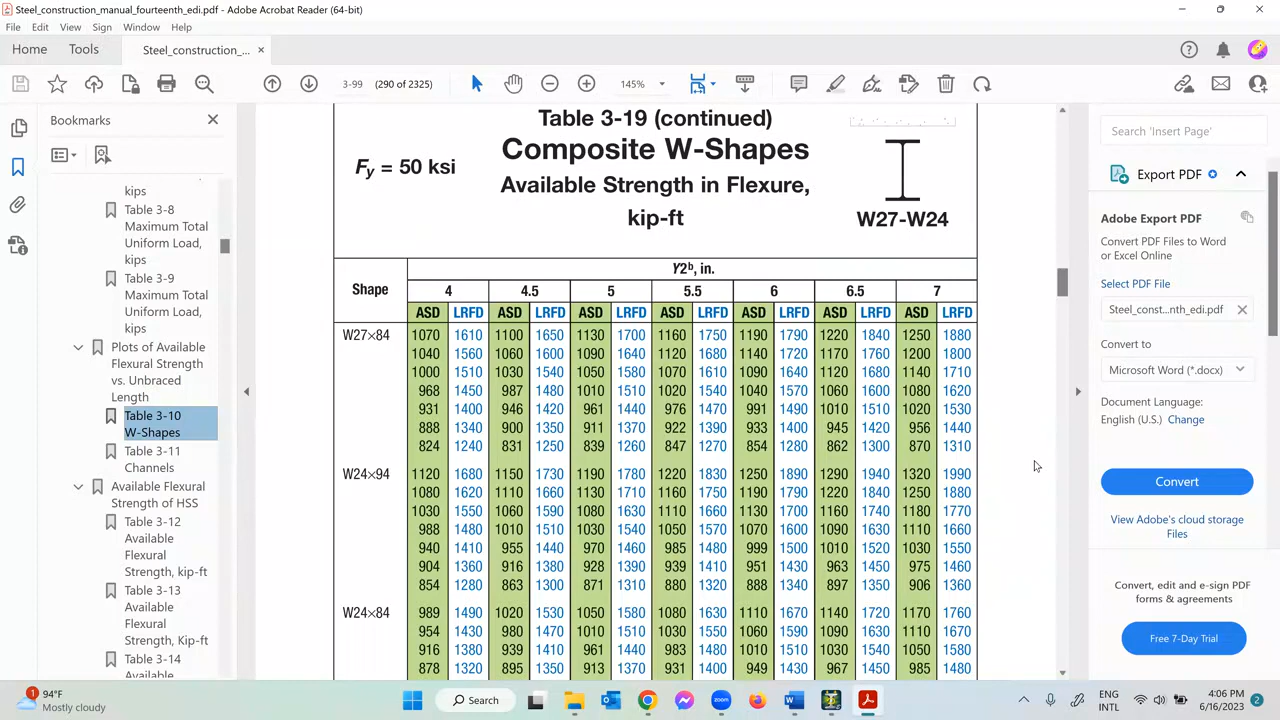 Steel_construction_manual_fourteenth_edi.pdf - Adobe Acrobat Reader (64-bit)
File Edit View Sign Window Help
Home Tools Steel_construction_... ×
3-99 (290 of 2325) 145%
Bookmarks
kips
Table 3-8
Maximum Total
Uniform Load,
kips
Table 3-9
Maximum Total
Uniform Load,
kips
Plots of Available
Flexural Strength
vs. Unbraced
Length
Table 3-10
W-Shapes
Table 3-11
Channels
Available Flexural
Strength of HSS
Table 3-12
Available
Flexural
Strength, kip-ft
Table 3-13
Available
Flexural
Strength, Kip-ft
Table 3-14
Available
Table 3-19 (continued)
Composite W-Shapes
Available Strength in Flexure,
kip-ft
Fy = 50 ksi
W27-W24
Shape Y2ᵇ, in.
4 4.5 5 5.5 6 6.5 7
ASD LRFD ASD LRFD ASD LRFD ASD LRFD ASD LRFD ASD LRFD ASD LRFD
W27×84 1070 1610 1100 1650 1130 1700 1160 1750 1190 1790 1220 1840 1250 1880
1040 1560 1060 1600 1090 1640 1120 1680 1140 1720 1170 1760 1200 1800
1000 1510 1030 1540 1050 1580 1070 1610 1090 1640 1120 1680 1140 1710
968 1450 987 1480 1010 1510 1020 1540 1040 1570 1060 1600 1080 1620
931 1400 946 1420 961 1440 976 1470 991 1490 1010 1510 1020 1530
888 1340 900 1350 911 1370 922 1390 933 1400 945 1420 956 1440
824 1240 831 1250 839 1260 847 1270 854 1280 862 1300 870 1310
W24×94 1120 1680 1150 1730 1190 1780 1220 1830 1250 1890 1290 1940 1320 1990
1080 1620 1110 1660 1130 1710 1160 1750 1190 1790 1220 1840 1250 1880
1030 1550 1060 1590 1080 1630 1110 1660 1130 1700 1160 1740 1180 1770
988 1480 1010 1510 1030 1540 1050 1570 1070 1600 1090 1630 1110 1660
940 1410 955 1440 970 1460 985 1480 999 1500 1010 1520 1030 1550
904 1360 916 1380 928 1390 939 1410 951 1430 963 1450 975 1460
854 1280 863 1300 871 1310 880 1320 888 1340 897 1350 906 1360
W24×84 989 1490 1020 1530 1050 1580 1080 1630 1110 1670 1140 1720 1170 1760
954 1430 980 1470 1010 1510 1030 1550 1060 1590 1090 1630 1110 1670
916 1380 939 1410 961 1440 983 1480 1010 1510 1030 1540 1050 1580
878 1320 895 1350 913 1370 931 1400 949 1430 967 1450 985 1480
Search 'Insert Page'
Export PDF
Adobe Export PDF
Convert PDF Files to Word
or Excel Online
Select PDF File
Steel_const...nth_edi.pdf
Convert to
Microsoft Word (*.docx)
Document Language:
English (U.S.) Change
Convert
View Adobe's cloud storage
Files
Convert, edit and e-sign PDF
forms & agreements
Free 7-Day Trial
1
94°F
Mostly cloudy
Search
zoom
ENG
INTL
4:06 PM
6/16/2023
2